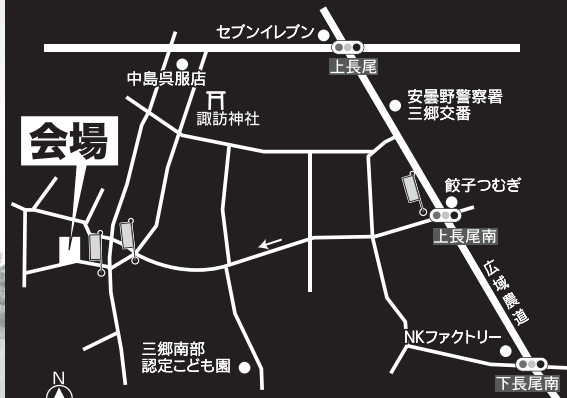 セブンイレブン
上長尾
中島呉服店
安曇野警察署
三郷交番
諏訪神社
会場
餃子つむぎ
上長尾南
広域農道
NKファクトリー
三郷南部
認定こども園
下長尾南
N